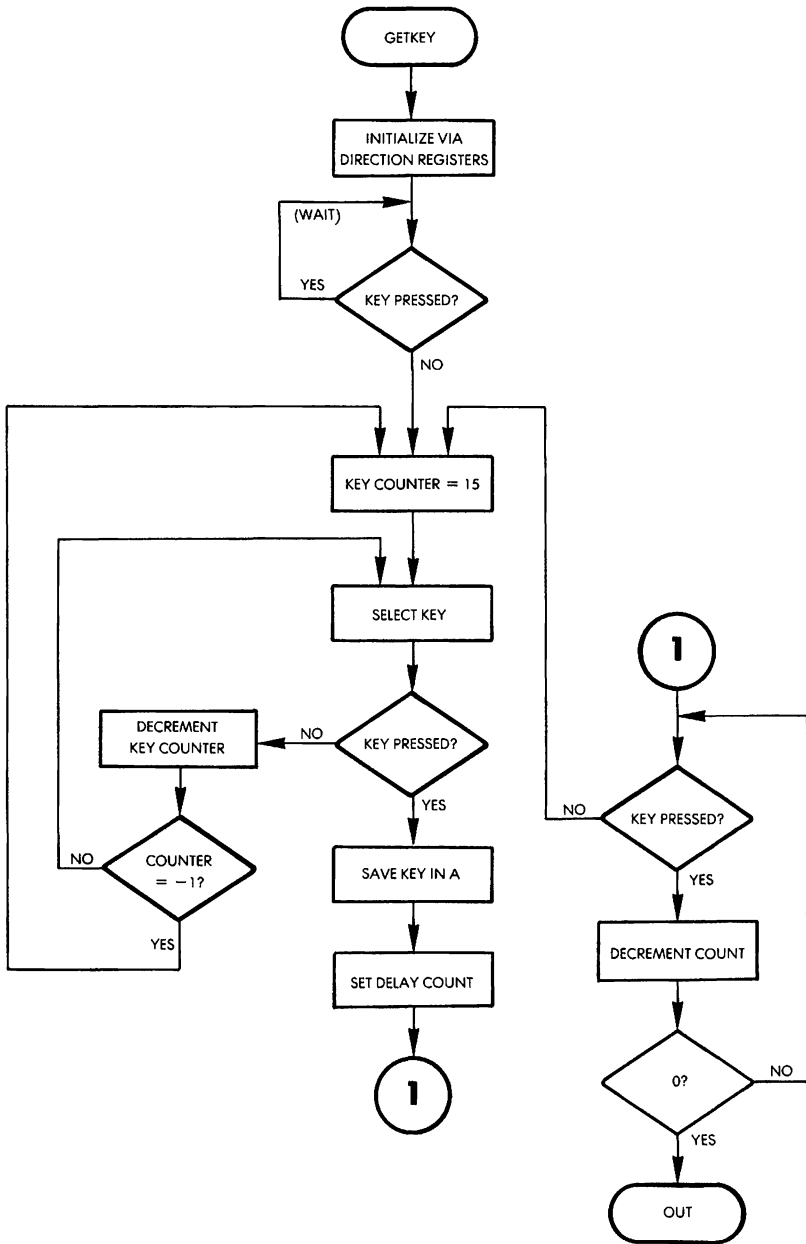 GETKEY
INITIALIZE VIA
DIRECTION REGISTERS
(WAIT)
YES
KEY PRESSED?
NO
KEY COUNTER = 15
SELECT KEY
DECREMENT
KEY COUNTER
NO
KEY PRESSED?
YES
NO
COUNTER
= −1?
YES
SAVE KEY IN A
SET DELAY COUNT
1
1
NO
KEY PRESSED?
YES
DECREMENT COUNT
0?
NO
YES
OUT